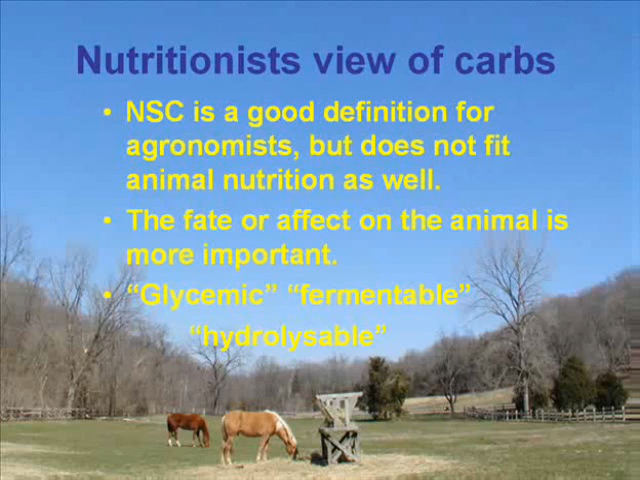 Nutritionists view of carbs
• NSC is a good definition for
agronomists, but does not fit
animal nutrition as well.
• The fate or affect on the animal is
more important.
• “Glycemic” “fermentable”
“hydrolysable”